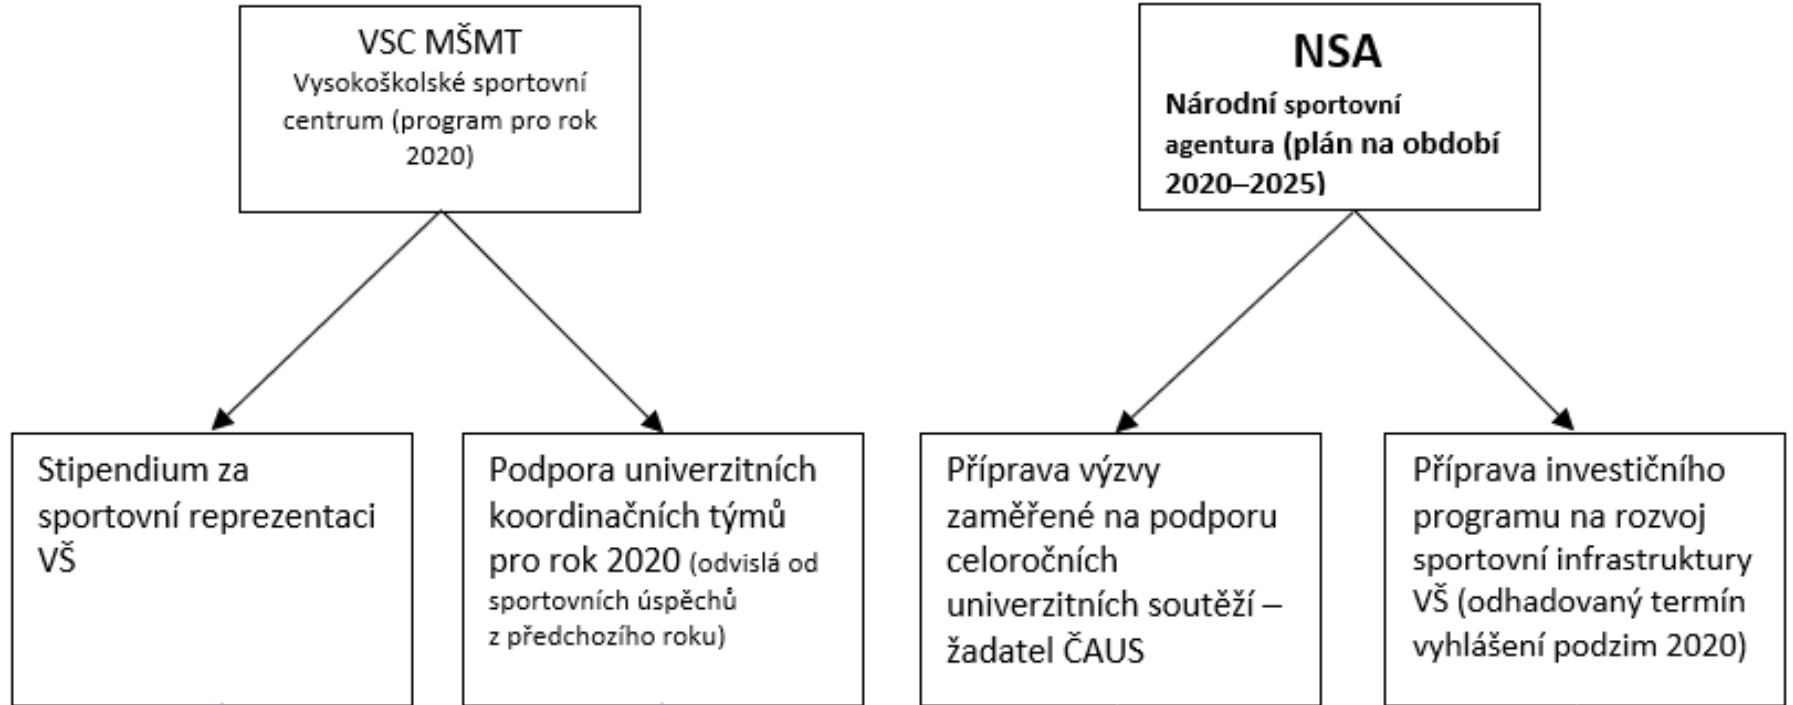 VSC MŠMT
Vysokoškolské sportovní
centrum (program pro rok
2020)
NSA
Národní sportovní
agentura (plán na období
2020–2025)
Stipendium za
sportovní reprezentaci
VŠ
Podpora univerzitních
koordinačních týmů
pro rok 2020 (odvislá od
sportovních úspěchů
z předchozího roku)
Příprava výzvy
zaměřené na podporu
celoročních
univerzitních soutěží –
žadatel ČAUS
Příprava investičního
programu na rozvoj
sportovní infrastruktury
VŠ (odhadovaný termín
vyhlášení podzim 2020)